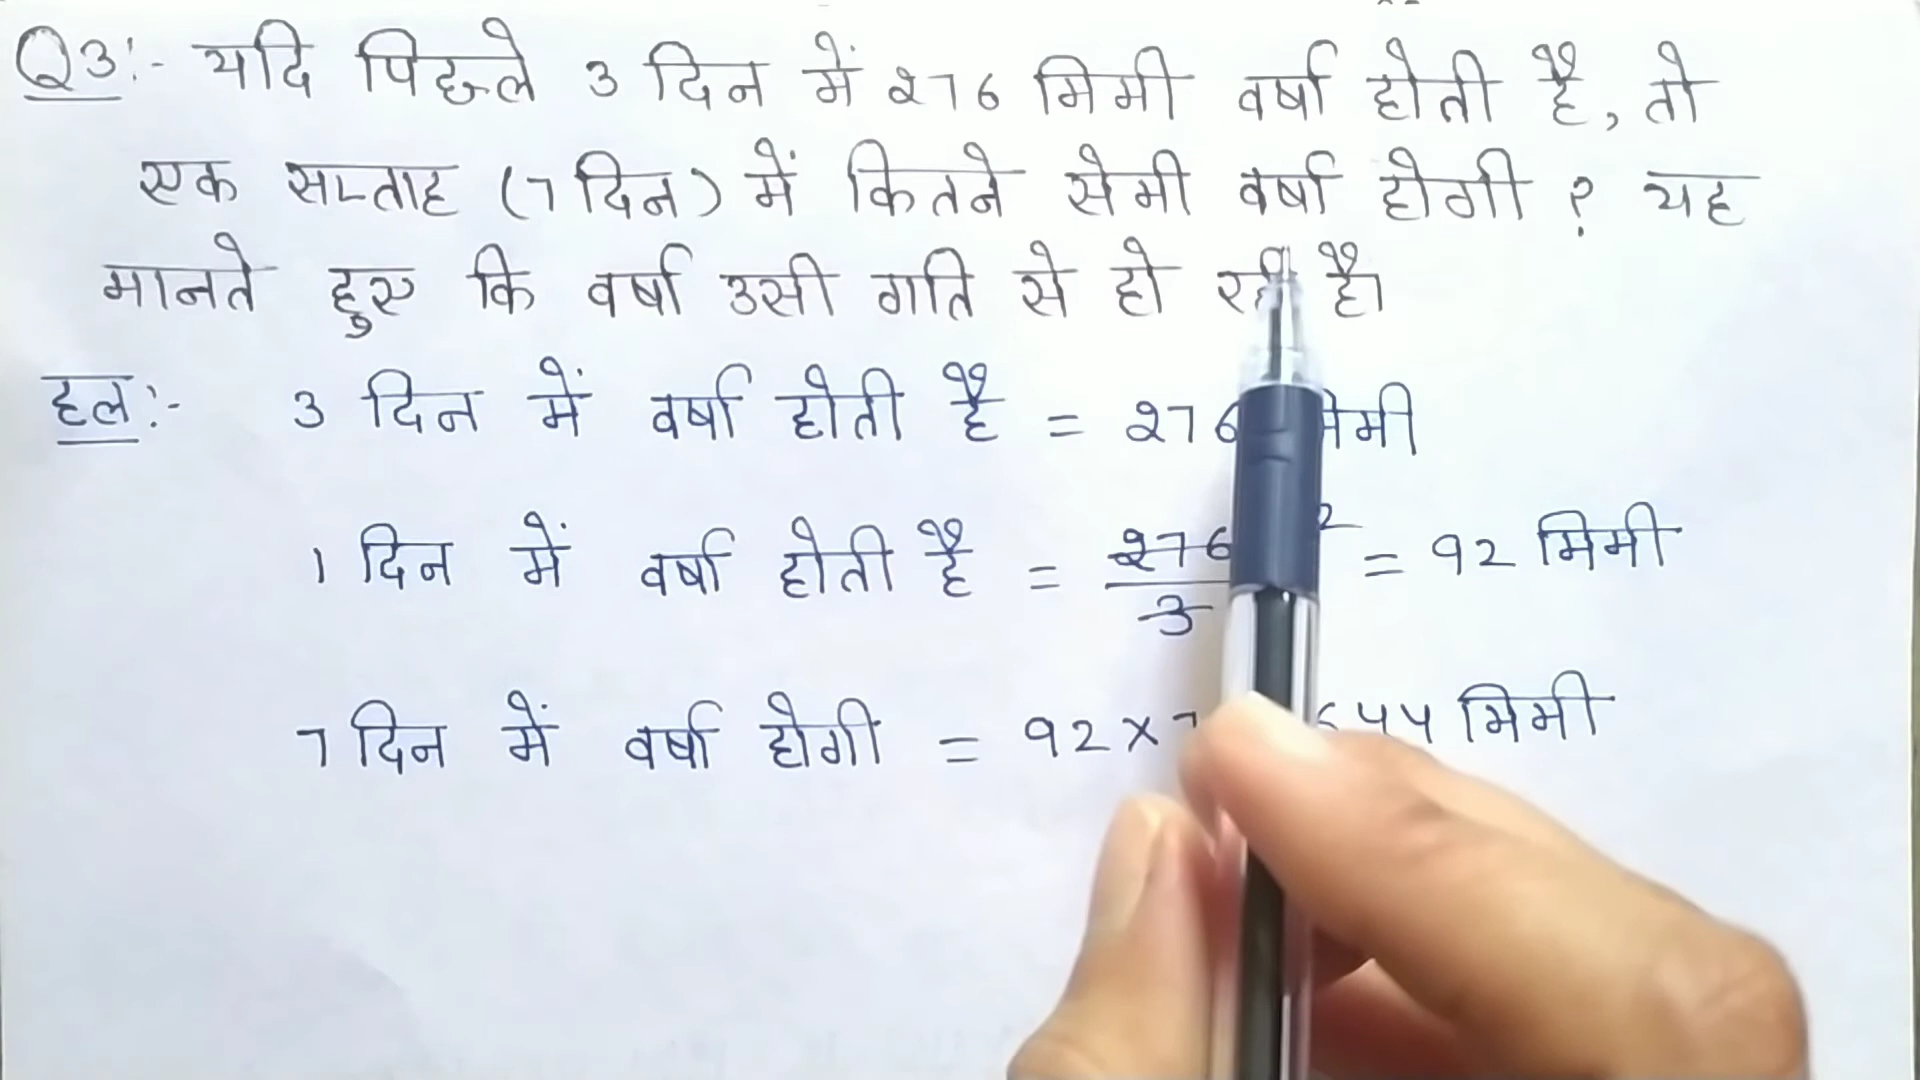 Q3:- यदि पिछले 3 दिन में 276 मिमी वर्षा होती है, तो
एक सप्ताह (7 दिन) में कितने सेमी वर्षा होगी ? यह
मानते हुए कि वर्षा उसी गति से हो रही है।
हल:- 3 दिन में वर्षा होती है = 276 मिमी
1 दिन में वर्षा होती है = 276/3 = 92 मिमी
7 दिन में वर्षा होगी = 92 × 7 644 मिमी